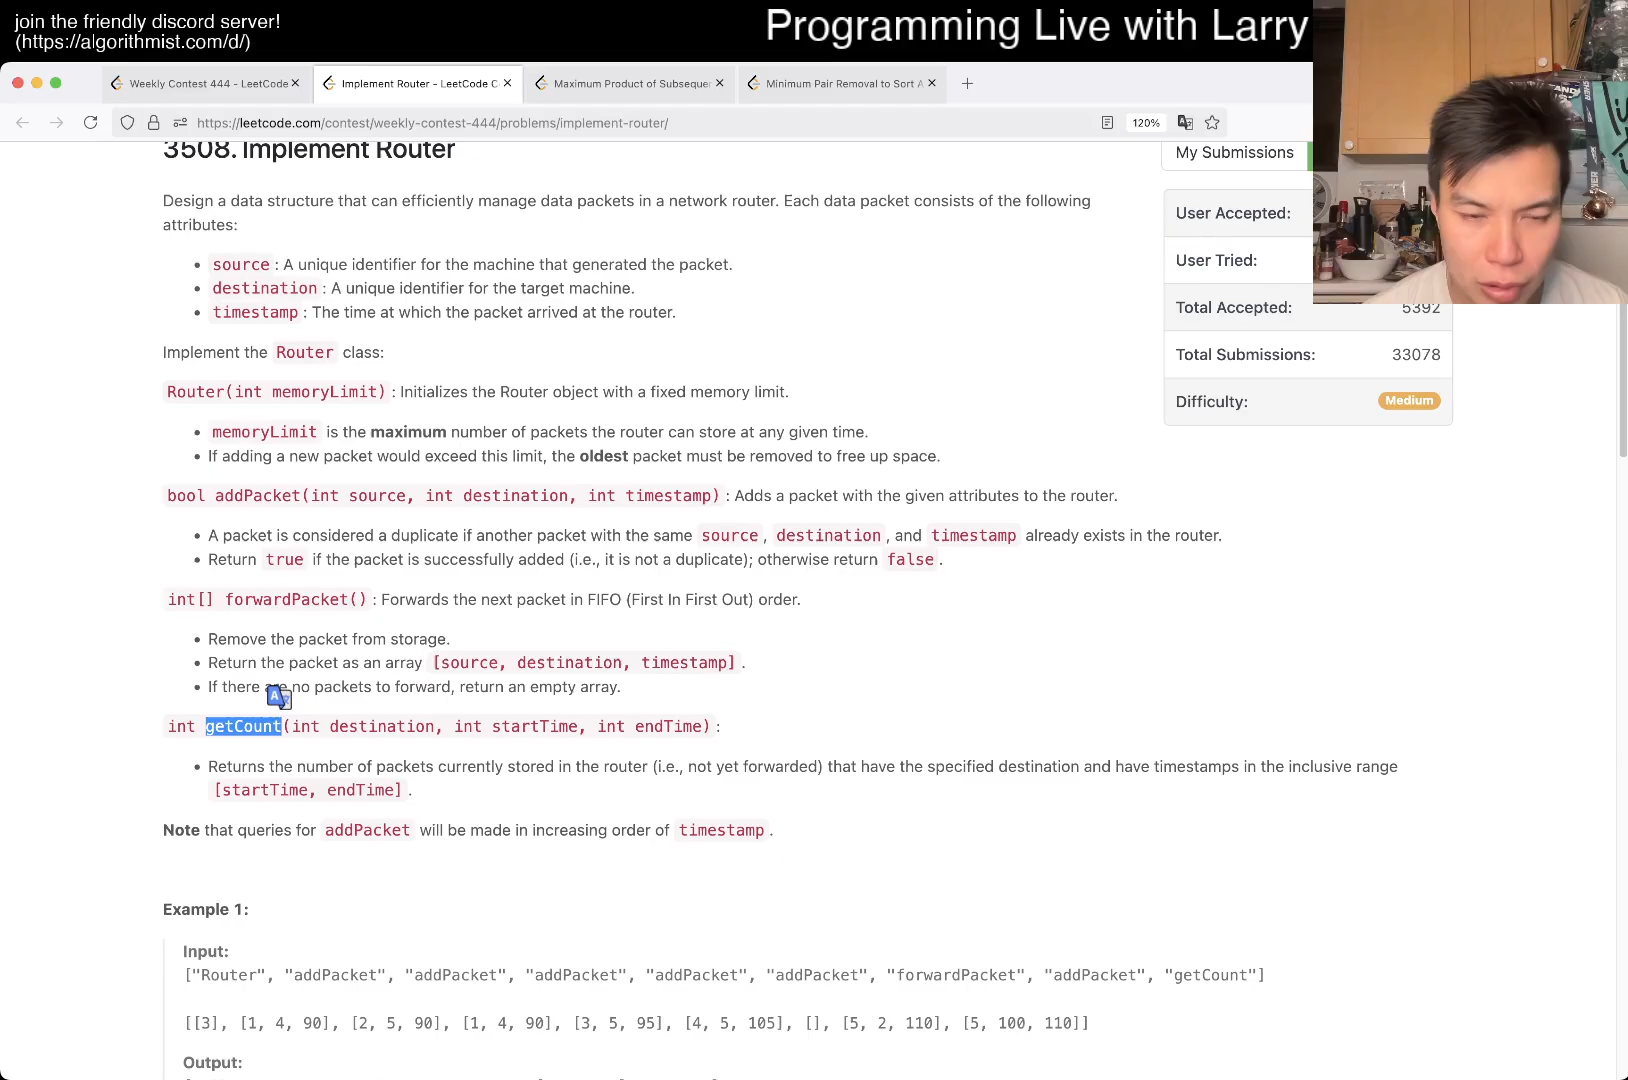 join the friendly discord server!
(https://algorithmist.com/d/)
Programming Live with Larry
Weekly Contest 444 - LeetCode
Implement Router - LeetCode C
Maximum Product of Subsequer
Minimum Pair Removal to Sort A
https://leetcode.com/contest/weekly-contest-444/problems/implement-router/
120%
3508. Implement Router
My Submissions
Design a data structure that can efficiently manage data packets in a network router. Each data packet consists of the following
attributes:
User Accepted:
• source : A unique identifier for the machine that generated the packet.
User Tried:
• destination : A unique identifier for the target machine.
• timestamp : The time at which the packet arrived at the router.
Total Accepted: 5392
Implement the Router class:
Total Submissions: 33078
Router(int memoryLimit) : Initializes the Router object with a fixed memory limit.
Difficulty: Medium
• memoryLimit is the maximum number of packets the router can store at any given time.
• If adding a new packet would exceed this limit, the oldest packet must be removed to free up space.
bool addPacket(int source, int destination, int timestamp) : Adds a packet with the given attributes to the router.
• A packet is considered a duplicate if another packet with the same source , destination , and timestamp already exists in the router.
• Return true if the packet is successfully added (i.e., it is not a duplicate); otherwise return false .
int[] forwardPacket() : Forwards the next packet in FIFO (First In First Out) order.
• Remove the packet from storage.
• Return the packet as an array [source, destination, timestamp] .
• If there are no packets to forward, return an empty array.
int getCount(int destination, int startTime, int endTime) :
• Returns the number of packets currently stored in the router (i.e., not yet forwarded) that have the specified destination and have timestamps in the inclusive range
[startTime, endTime] .
Note that queries for addPacket will be made in increasing order of timestamp .
Example 1:
Input:
["Router", "addPacket", "addPacket", "addPacket", "addPacket", "addPacket", "forwardPacket", "addPacket", "getCount"]
[[3], [1, 4, 90], [2, 5, 90], [1, 4, 90], [3, 5, 95], [4, 5, 105], [], [5, 2, 110], [5, 100, 110]]
Output: